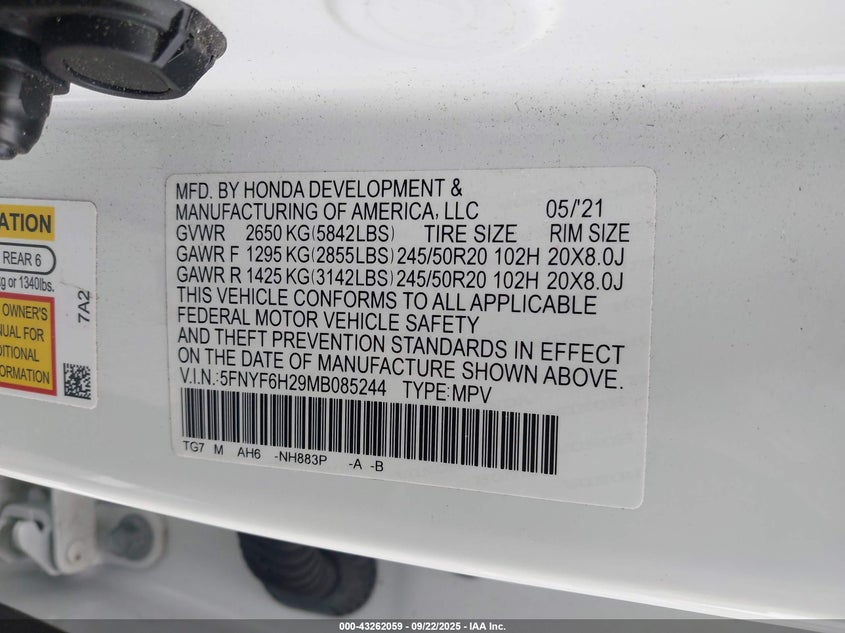 MFD. BY HONDA DEVELOPMENT &
MANUFACTURING OF AMERICA, LLC 05/'21
GVWR 2650 KG(5842LBS) TIRE SIZE RIM SIZE
GAWR F 1295 KG(2855LBS) 245/50R20 102H 20X8.0J
GAWR R 1425 KG(3142LBS) 245/50R20 102H 20X8.0J
THIS VEHICLE CONFORMS TO ALL APPLICABLE
FEDERAL MOTOR VEHICLE SAFETY
AND THEFT PREVENTION STANDARDS IN EFFECT
ON THE DATE OF MANUFACTURE SHOWN ABOVE.
V.I.N.:5FNYF6H29MB085244 TYPE:MPV
TG7 M AH6 -NH883P -A -B
REAR 6
kg or 1340lbs.
OWNER'S
FOR
7A2
000-43262059 - 09/22/2025 - IAA Inc.